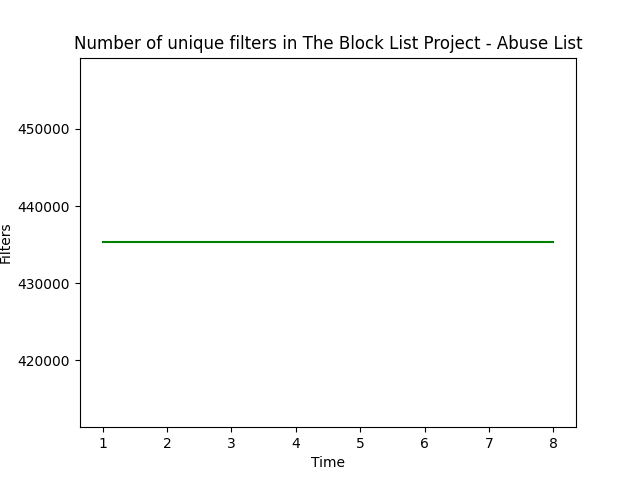 Number of unique filters in The Block List Project - Abuse List
450000
440000
430000
420000
Filters
1 2 3 4 5 6 7 8
Time